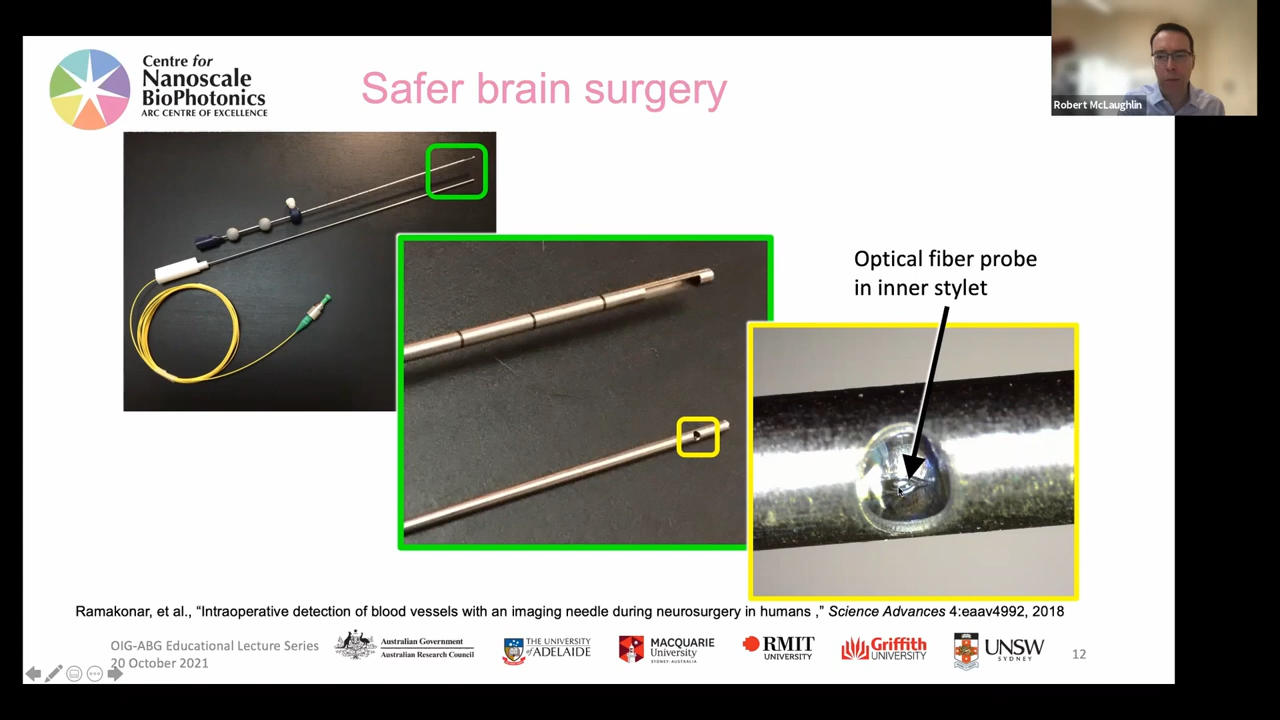 Centre for
Nanoscale
BioPhotonics
ARC CENTRE OF EXCELLENCE
Safer brain surgery
Robert McLaughlin
Optical fiber probe
in inner stylet
Ramakonar, et al., “Intraoperative detection of blood vessels with an imaging needle during neurosurgery in humans ,” Science Advances 4:eaav4992, 2018
OIG-ABG Educational Lecture Series
20 October 2021
Australian Government
Australian Research Council
THE UNIVERSITY
of ADELAIDE
MACQUARIE
University
SYDNEY·AUSTRALIA
RMIT
UNIVERSITY
Griffith
UNIVERSITY
UNSW
SYDNEY
12